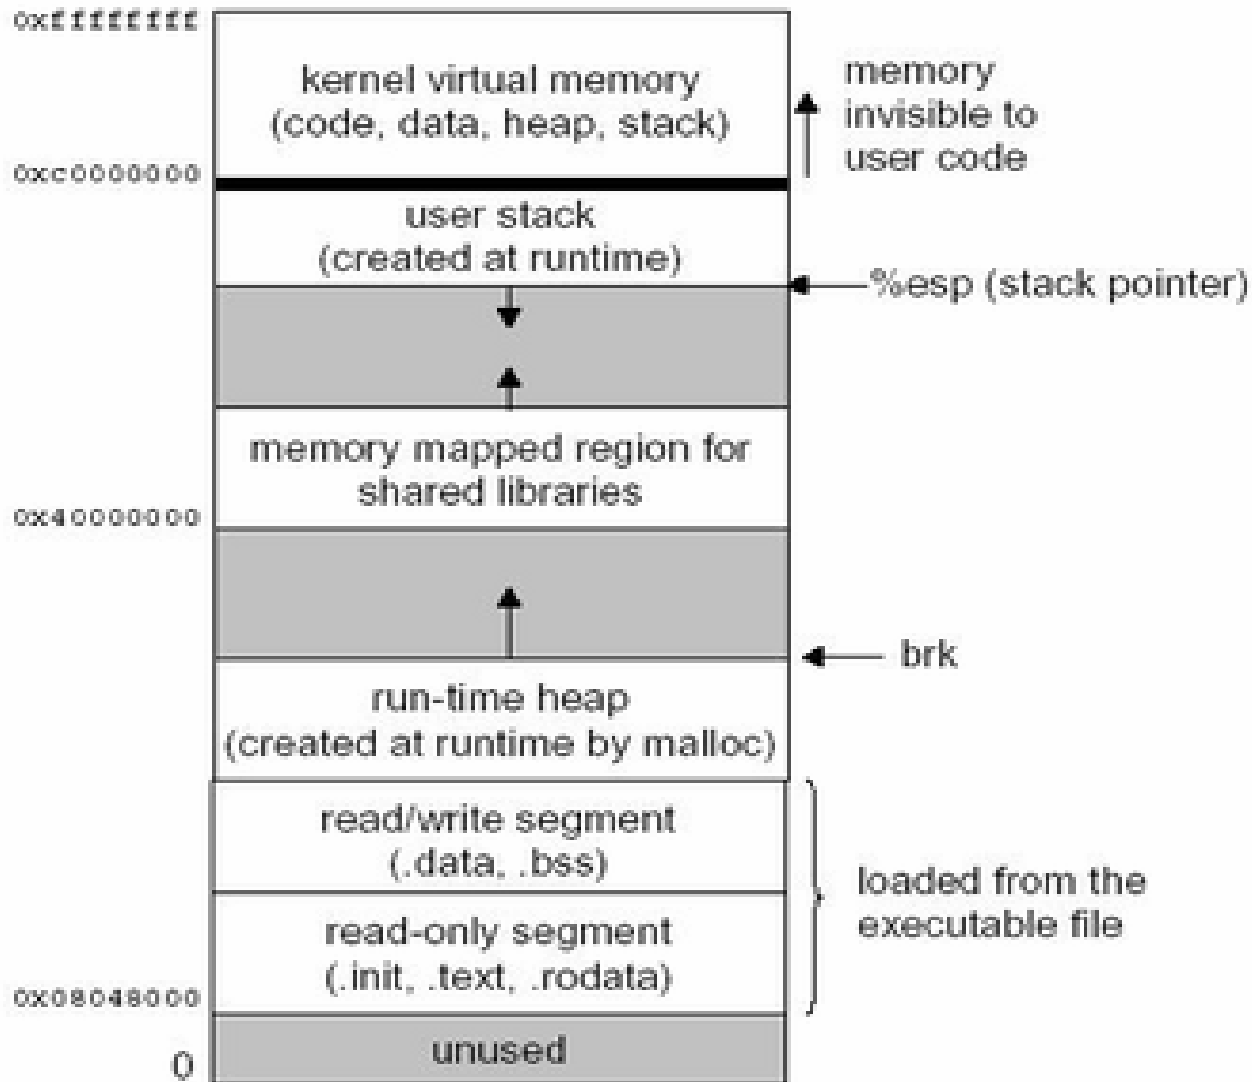 0xffffffff
kernel virtual memory
(code, data, heap, stack)
memory
invisible to
user code
0xc0000000
user stack
(created at runtime)
%esp (stack pointer)
memory mapped region for
shared libraries
0x40000000
brk
run-time heap
(created at runtime by malloc)
read/write segment
(.data, .bss)
loaded from the
executable file
read-only segment
(.init, .text, .rodata)
0x08048000
unused
0